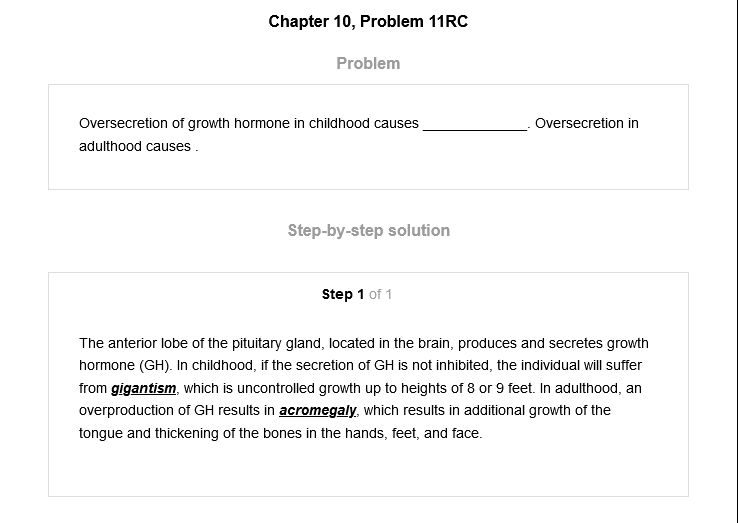 Chapter 10, Problem 11RC
Problem
Oversecretion of growth hormone in childhood causes _____________. Oversecretion in
adulthood causes .
Step-by-step solution
Step 1 of 1
The anterior lobe of the pituitary gland, located in the brain, produces and secretes growth
hormone (GH). In childhood, if the secretion of GH is not inhibited, the individual will suffer
from gigantism, which is uncontrolled growth up to heights of 8 or 9 feet. In adulthood, an
overproduction of GH results in acromegaly, which results in additional growth of the
tongue and thickening of the bones in the hands, feet, and face.